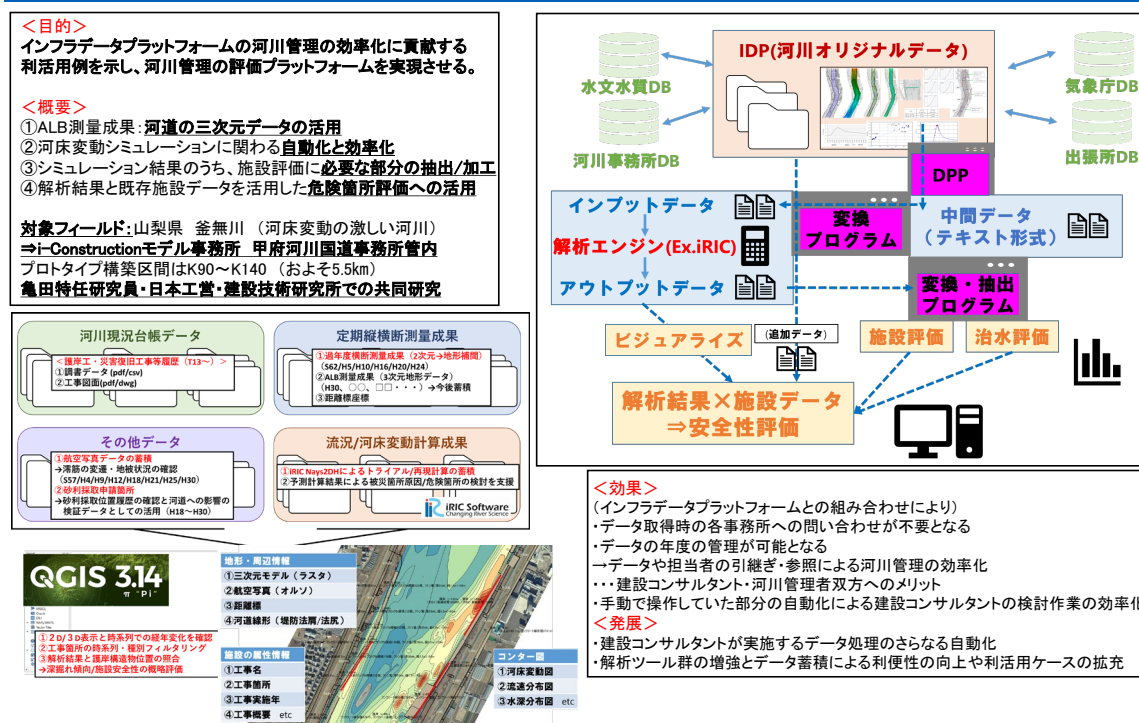 ＜目的＞
インフラデータプラットフォームの河川管理の効率化に貢献する
利活用例を示し、河川管理の評価プラットフォームを実現させる。
＜概要＞
①ALB測量成果：河道の三次元データの活用
②河床変動シミュレーションに関わる自動化と効率化
③シミュレーション結果のうち、施設評価に必要な部分の抽出/加工
④解析結果と既存施設データを活用した危険箇所評価への活用
対象フィールド：山梨県　釜無川　（河床変動の激しい河川）
⇒i-Constructionモデル事務所　甲府河川国道事務所管内
プロトタイプ構築区間はK90～K140　（およそ5.5km）
亀田特任研究員・日本工営・建設技術研究所での共同研究
IDP(河川オリジナルデータ)
水文水質DB
河川事務所DB
気象庁DB
出張所DB
DPP
インプットデータ
解析エンジン(Ex.iRIC)
アウトプットデータ
変換
プログラム
中間データ
（テキスト形式）
変換・抽出
プログラム
ビジュアライズ
（追加データ）
施設評価
治水評価
解析結果×施設データ
⇒安全性評価
河川現況台帳データ
＜護岸工・災害復旧工事等履歴（T13～）＞
①調書データ(pdf/csv)
②工事図面(pdf/dwg)
定期縦横断測量成果
①過年度横断測量成果（2次元→地形補間）
(S62/H5/H10/H16/H20/H24)
②ALB測量成果（3次元地形データ）
(H30、○○、□□・・・）→今後蓄積
③距離標座標
その他データ
①航空写真データの蓄積
→澪筋の変遷・地被状況の確認
(S57/H4/H9/H12/H18/H21/H25/H30)
②砂利採取申請箇所
→砂利採取位置履歴の確認と河道への影響の
検証データとしての活用（H18～H30）
流況/河床変動計算成果
①iRIC Nays2DHによるトライアル/再現計算の蓄積
②予測計算結果による被災箇所原因/危険箇所の検討を支援
iRIC Software
Changing River Science
QGIS 3.14
π "Pi"
①２D/３D表示と時系列での経年変化を確認
②工事箇所の時系列・種別フィルタリング
③解析結果と護岸構造物位置の照合
→深掘れ傾向/施設安全性の概略評価
地形・周辺情報
①三次元モデル（ラスタ）
②航空写真（オルソ）
③距離標
④河道線形（堤防法肩/法尻）
施設の属性情報
①工事名
②工事箇所
③工事実施年
④工事概要　etc
コンター図
①河床変動図
②流速分布図
③水深分布図　etc
＜効果＞
（インフラデータプラットフォームとの組み合わせにより）
・データ取得時の各事務所への問い合わせが不要となる
・データの年度の管理が可能となる
→データや担当者の引継ぎ・参照による河川管理の効率化
・・・建設コンサルタント・河川管理者双方へのメリット
・手動で操作していた部分の自動化による建設コンサルタントの検討作業の効率化
＜発展＞
・建設コンサルタントが実施するデータ処理のさらなる自動化
・解析ツール群の増強とデータ蓄積による利便性の向上や利活用ケースの拡充